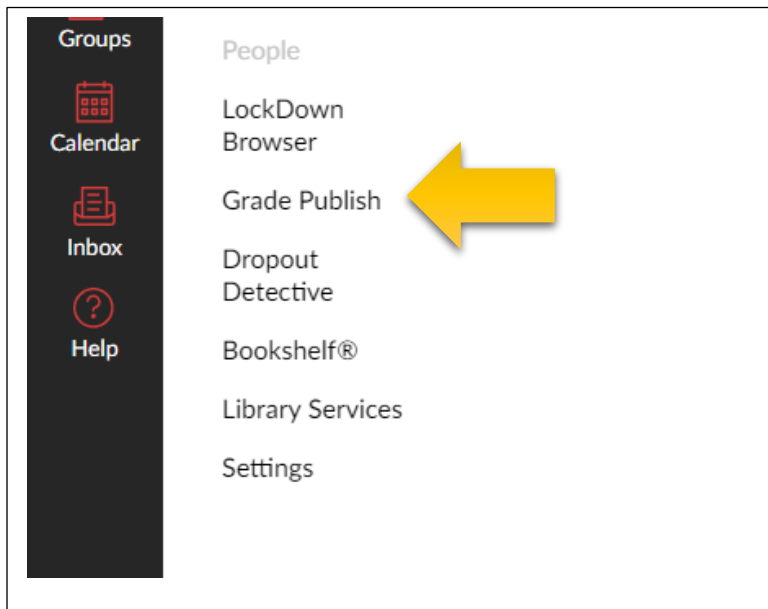 Groups
Calendar
Inbox
Help
People
LockDown
Browser
Grade Publish
Dropout
Detective
Bookshelf®
Library Services
Settings